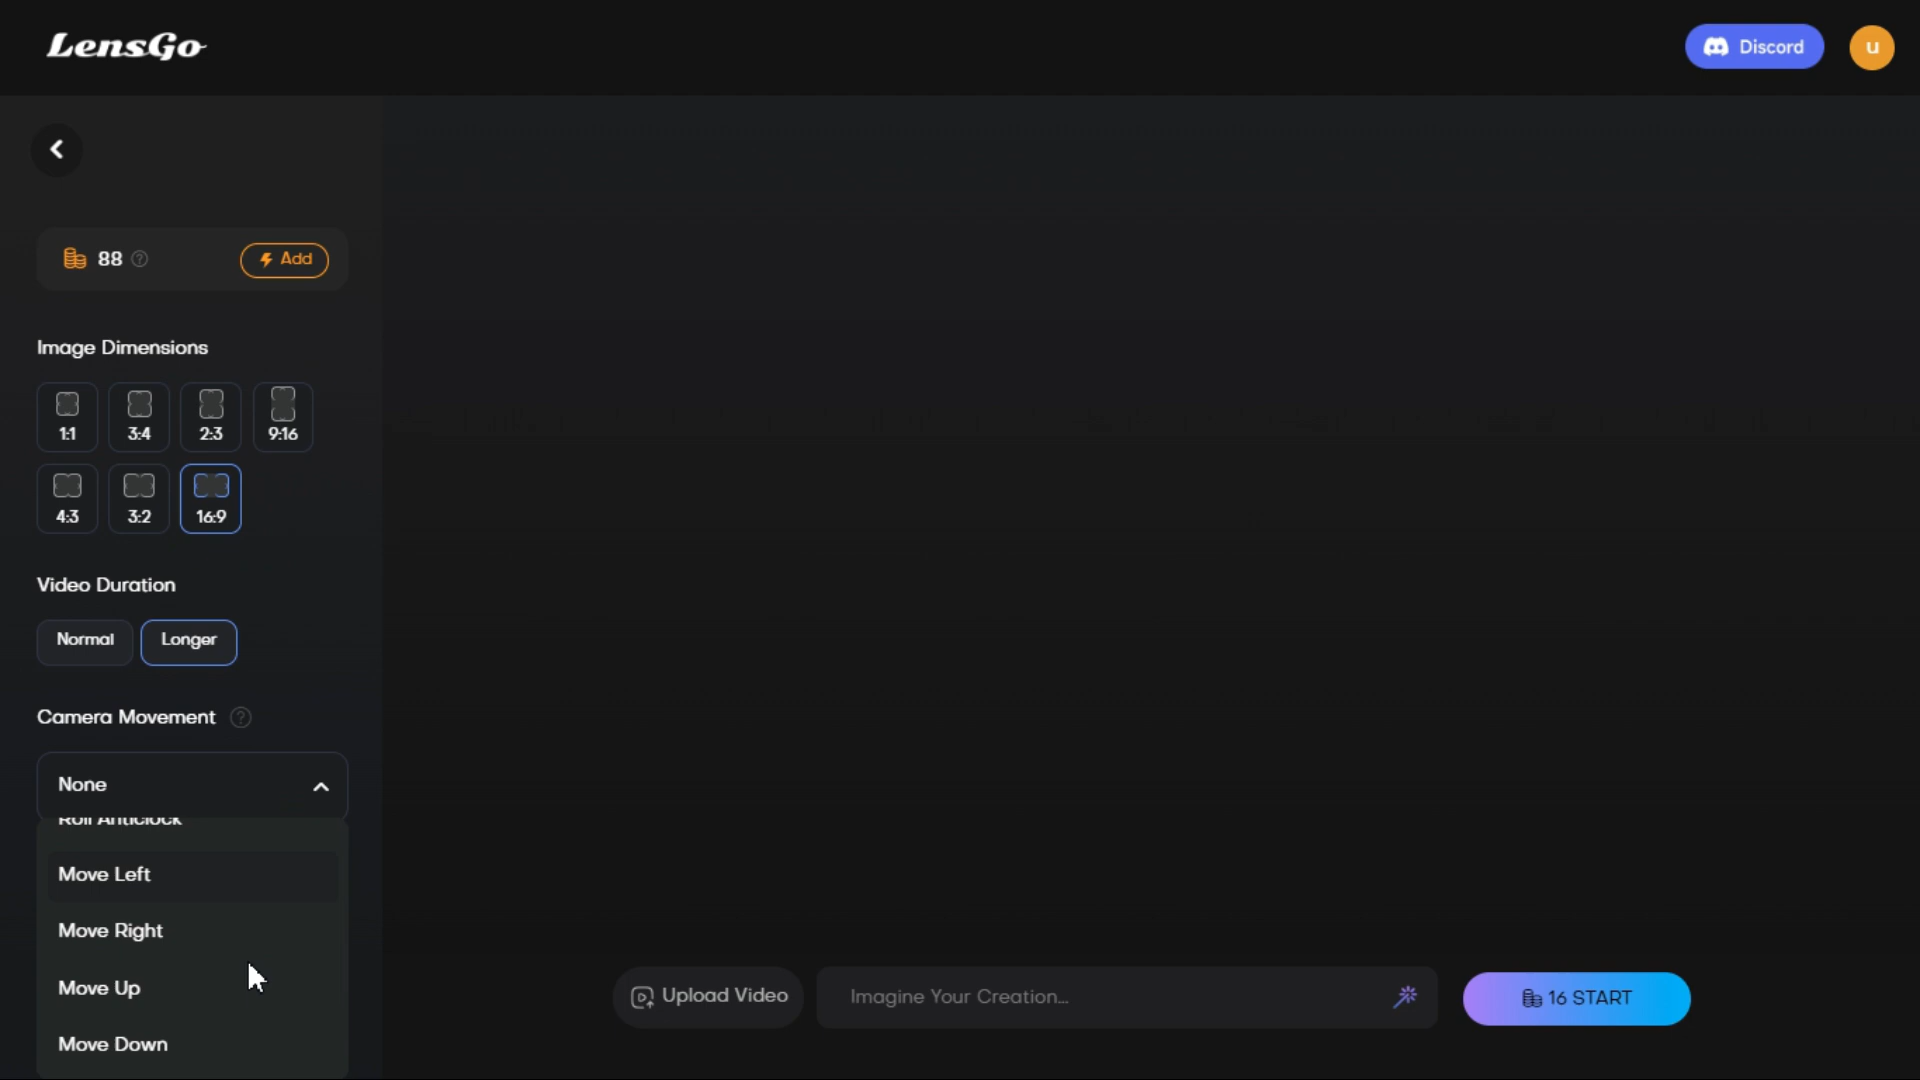 LensGo
Discord
u
88
Add
Image Dimensions
1:1
3:4
2:3
9:16
4:3
3:2
16:9
Video Duration
Normal
Longer
Camera Movement
None
Roll Anticlock
Move Left
Move Right
Move Up
Move Down
Upload Video
Imagine Your Creation...
16 START